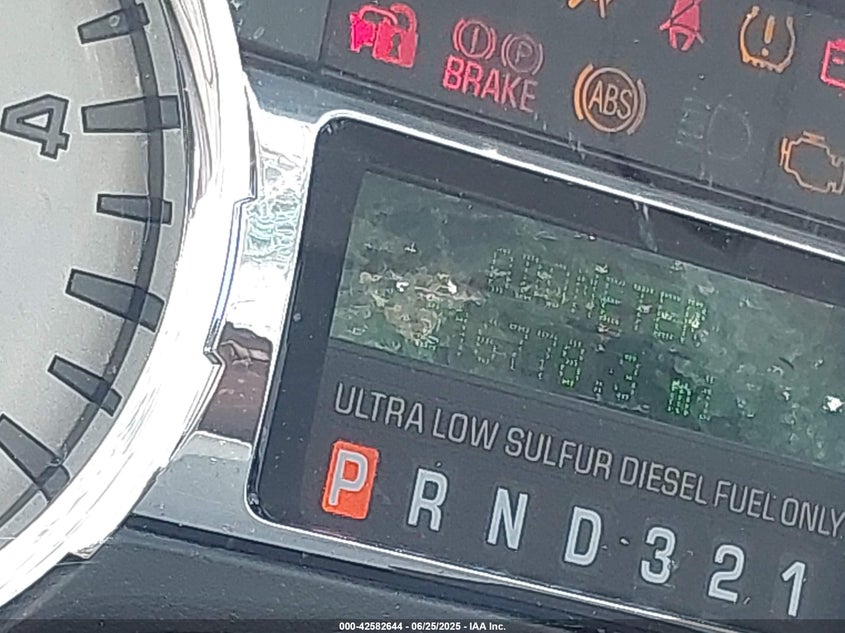 4
BRAKE
ABS
ULTRA LOW SULFUR DIESEL FUEL ONLY
P R N D · 3 2 1
000-42582644 - 06/25/2025 - IAA Inc.